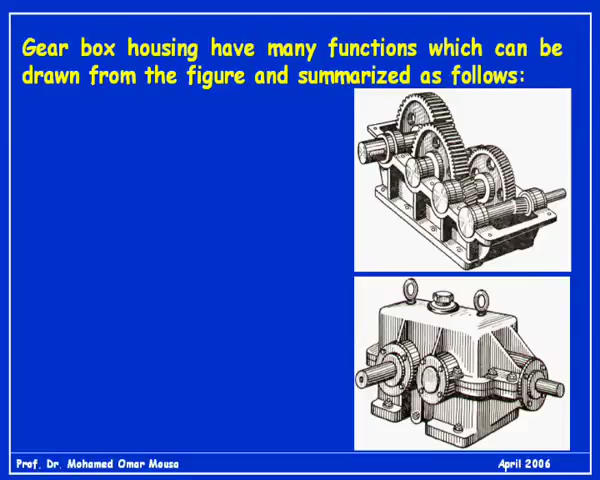 Gear box housing have many functions which can be
drawn from the figure and summarized as follows:
Prof. Dr. Mohamed Omar Mousa
April 2006